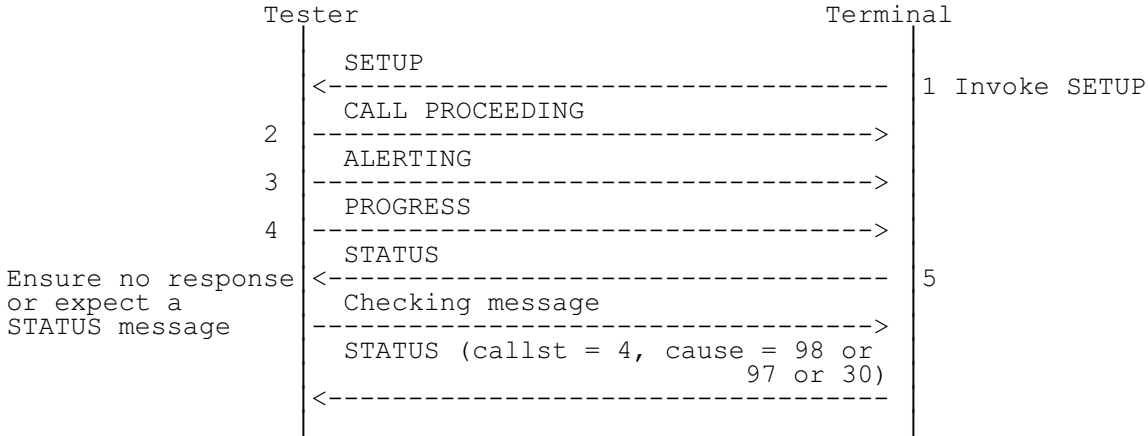 Tester Terminal
SETUP
1 Invoke SETUP
CALL PROCEEDING
2
ALERTING
3
PROGRESS
4
STATUS
Ensure no response 5
or expect a Checking message
STATUS message
STATUS (callst = 4, cause = 98 or
97 or 30)